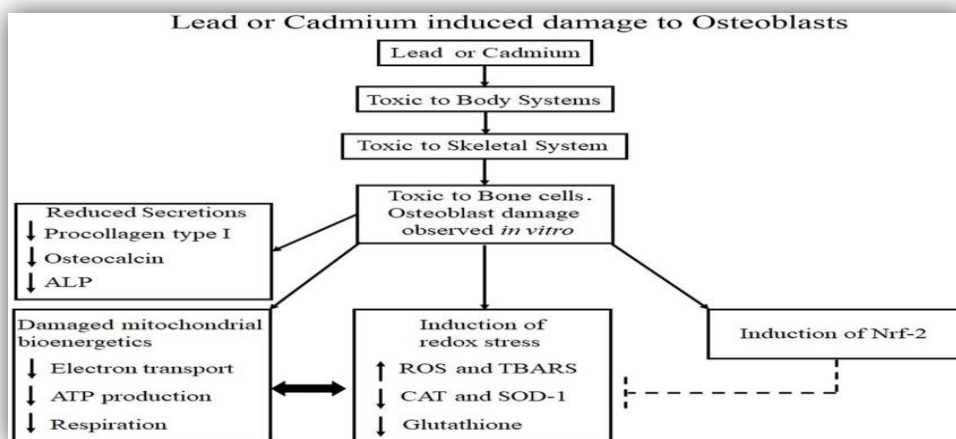 Lead or Cadmium induced damage to Osteoblasts
Lead or Cadmium
Toxic to Body Systems
Toxic to Skeletal System
Toxic to Bone cells.
Osteoblast damage
observed in vitro
Reduced Secretions
↓ Procollagen type I
↓ Osteocalcin
↓ ALP
Damaged mitochondrial
bioenergetics
↓ Electron transport
↓ ATP production
↓ Respiration
Induction of
redox stress
↑ ROS and TBARS
↓ CAT and SOD-1
↓ Glutathione
Induction of Nrf-2